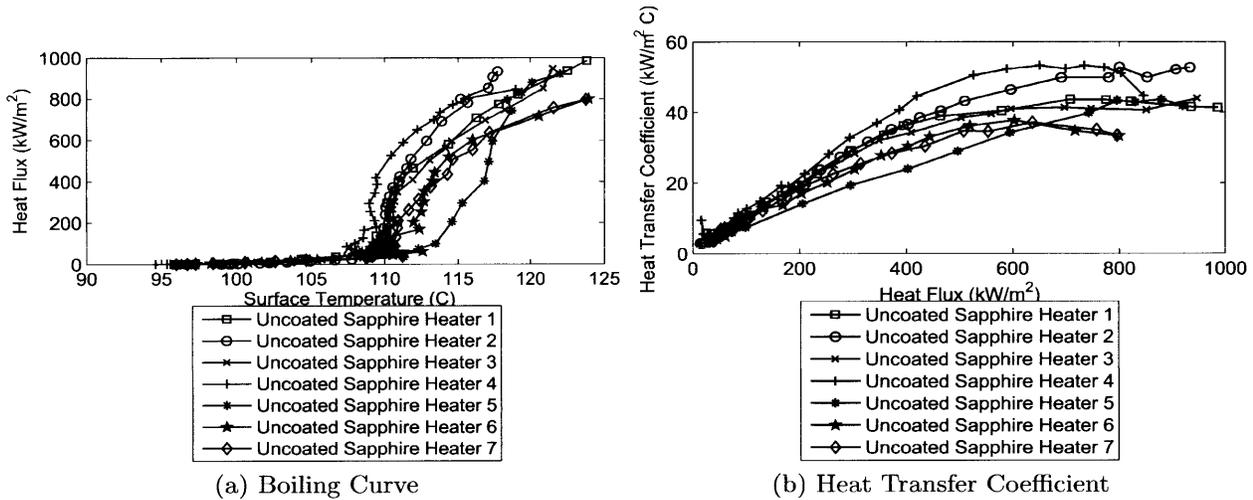 1000
800
600
400
200
0
Heat Flux (kW/m²)
90 95 100 105 110 115 120 125
Surface Temperature (C)
Uncoated Sapphire Heater 1
Uncoated Sapphire Heater 2
Uncoated Sapphire Heater 3
Uncoated Sapphire Heater 4
Uncoated Sapphire Heater 5
Uncoated Sapphire Heater 6
Uncoated Sapphire Heater 7
(a) Boiling Curve
60
40
20
0
Heat Transfer Coefficient (kW/m² C)
0 200 400 600 800 1000
Heat Flux (kW/m²)
Uncoated Sapphire Heater 1
Uncoated Sapphire Heater 2
Uncoated Sapphire Heater 3
Uncoated Sapphire Heater 4
Uncoated Sapphire Heater 5
Uncoated Sapphire Heater 6
Uncoated Sapphire Heater 7
(b) Heat Transfer Coefficient